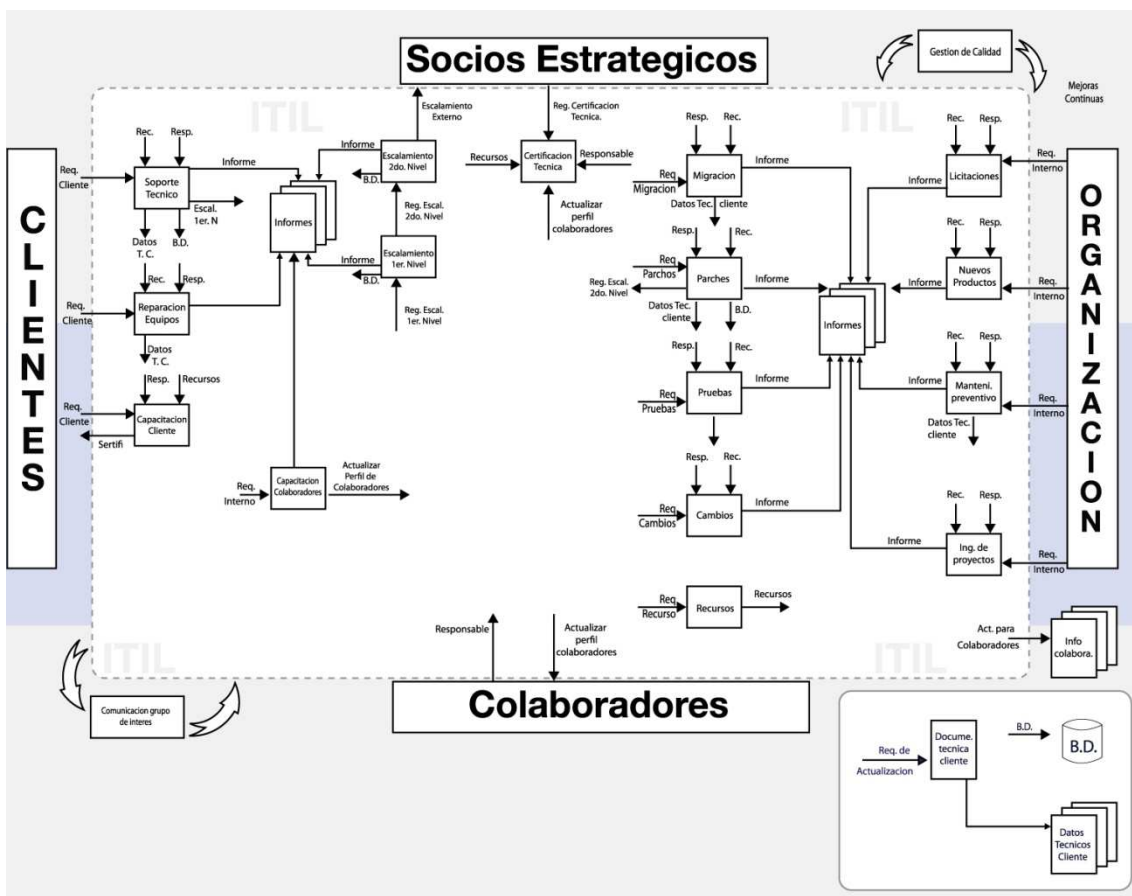 Socios Estrategicos
Gestion de Calidad
Mejoras
Continuas
ITIL
ITIL
CLIENTES
Req.
Cliente
Rec.
Resp.
Soporte
Tecnico
Informe
Escal.
1er. N
Datos
T. C.
B.D.
Req.
Cliente
Rec.
Resp.
Reparacion
Equipos
Datos
T. C.
Req.
Cliente
Resp.
Recursos
Capacitacion
Cliente
Sertifi
Informes
Escalamiento
Externo
Informe
Escalamiento
2do. Nivel
B.D.
Reg. Escal.
2do. Nivel
Informe
Escalamiento
1er. Nivel
B.D.
Reg. Escal.
1er. Nivel
Req.
Interno
Capacitacion
Colaboradores
Actualizar
Perfil de
Colaboradores
Reg. Certificacion
Tecnica.
Recursos
Certificacion
Tecnica
Responsable
Actualizar
perfil
colaboradores
Resp.
Rec.
Req
Migracion
Migracion
Informe
Datos Tec. cliente
Resp.
Rec.
Req
Parchos
Reg. Escal.
2do. Nivel
Parches
Informe
Datos Tec.
cliente
B.D.
Resp.
Rec.
Req
Pruebas
Pruebas
Informe
Resp.
Rec.
Req
Cambios
Cambios
Informe
Req
Recurso
Recursos
Recursos
Informes
Rec.
Resp.
Licitaciones
Informe
Req.
Interno
Rec.
Resp.
Nuevos
Productos
Informe
Req.
Interno
Rec.
Resp.
Manteni.
preventivo
Informe
Req.
Interno
Datos Tec.
cliente
Rec.
Resp.
Ing. de
proyectos
Informe
Req.
Interno
ORGANIZACION
Responsable
Actualizar
perfil
colaboradores
ITIL
ITIL
Act. para
Colaboradores
Info
colabora.
Comunicacion grupo
de interes
Colaboradores
Req. de
Actualizacion
Docume.
tecnica
cliente
B.D.
B.D.
Datos
Tecnicos
Cliente